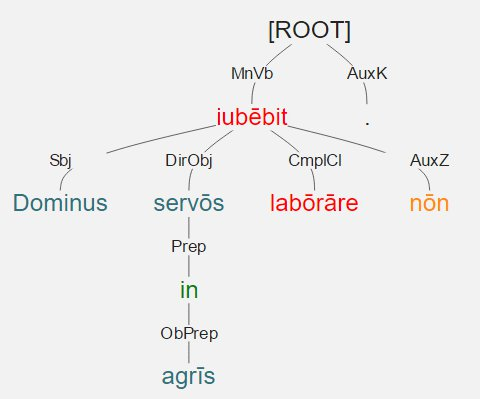 [ROOT]
MnVb AuxK
iubēbit .
Sbj DirObj CmplCl AuxZ
Dominus servōs labōrāre nōn
Prep
in
ObPrep
agrīs